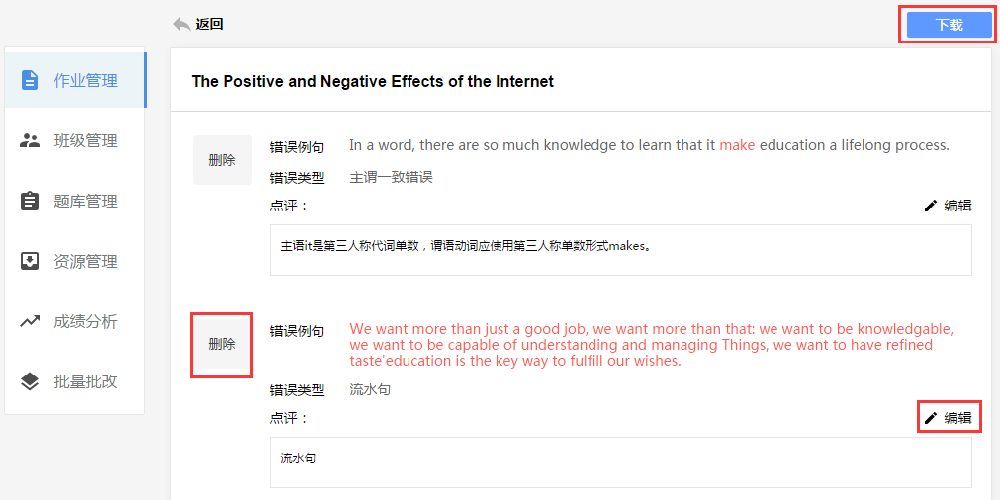 返回
下载
作业管理
班级管理
题库管理
资源管理
成绩分析
批量批改
The Positive and Negative Effects of the Internet
删除
错误例句
In a word, there are so much knowledge to learn that it make education a lifelong process.
错误类型
主谓一致错误
点评：
编辑
主语it是第三人称代词单数，谓语动词应使用第三人称单数形式makes。
删除
错误例句
We want more than just a good job, we want more than that: we want to be knowledgable,
we want to be capable of understanding and managing Things, we want to have refined
taste'education is the key way to fulfill our wishes.
错误类型
流水句
点评：
编辑
流水句